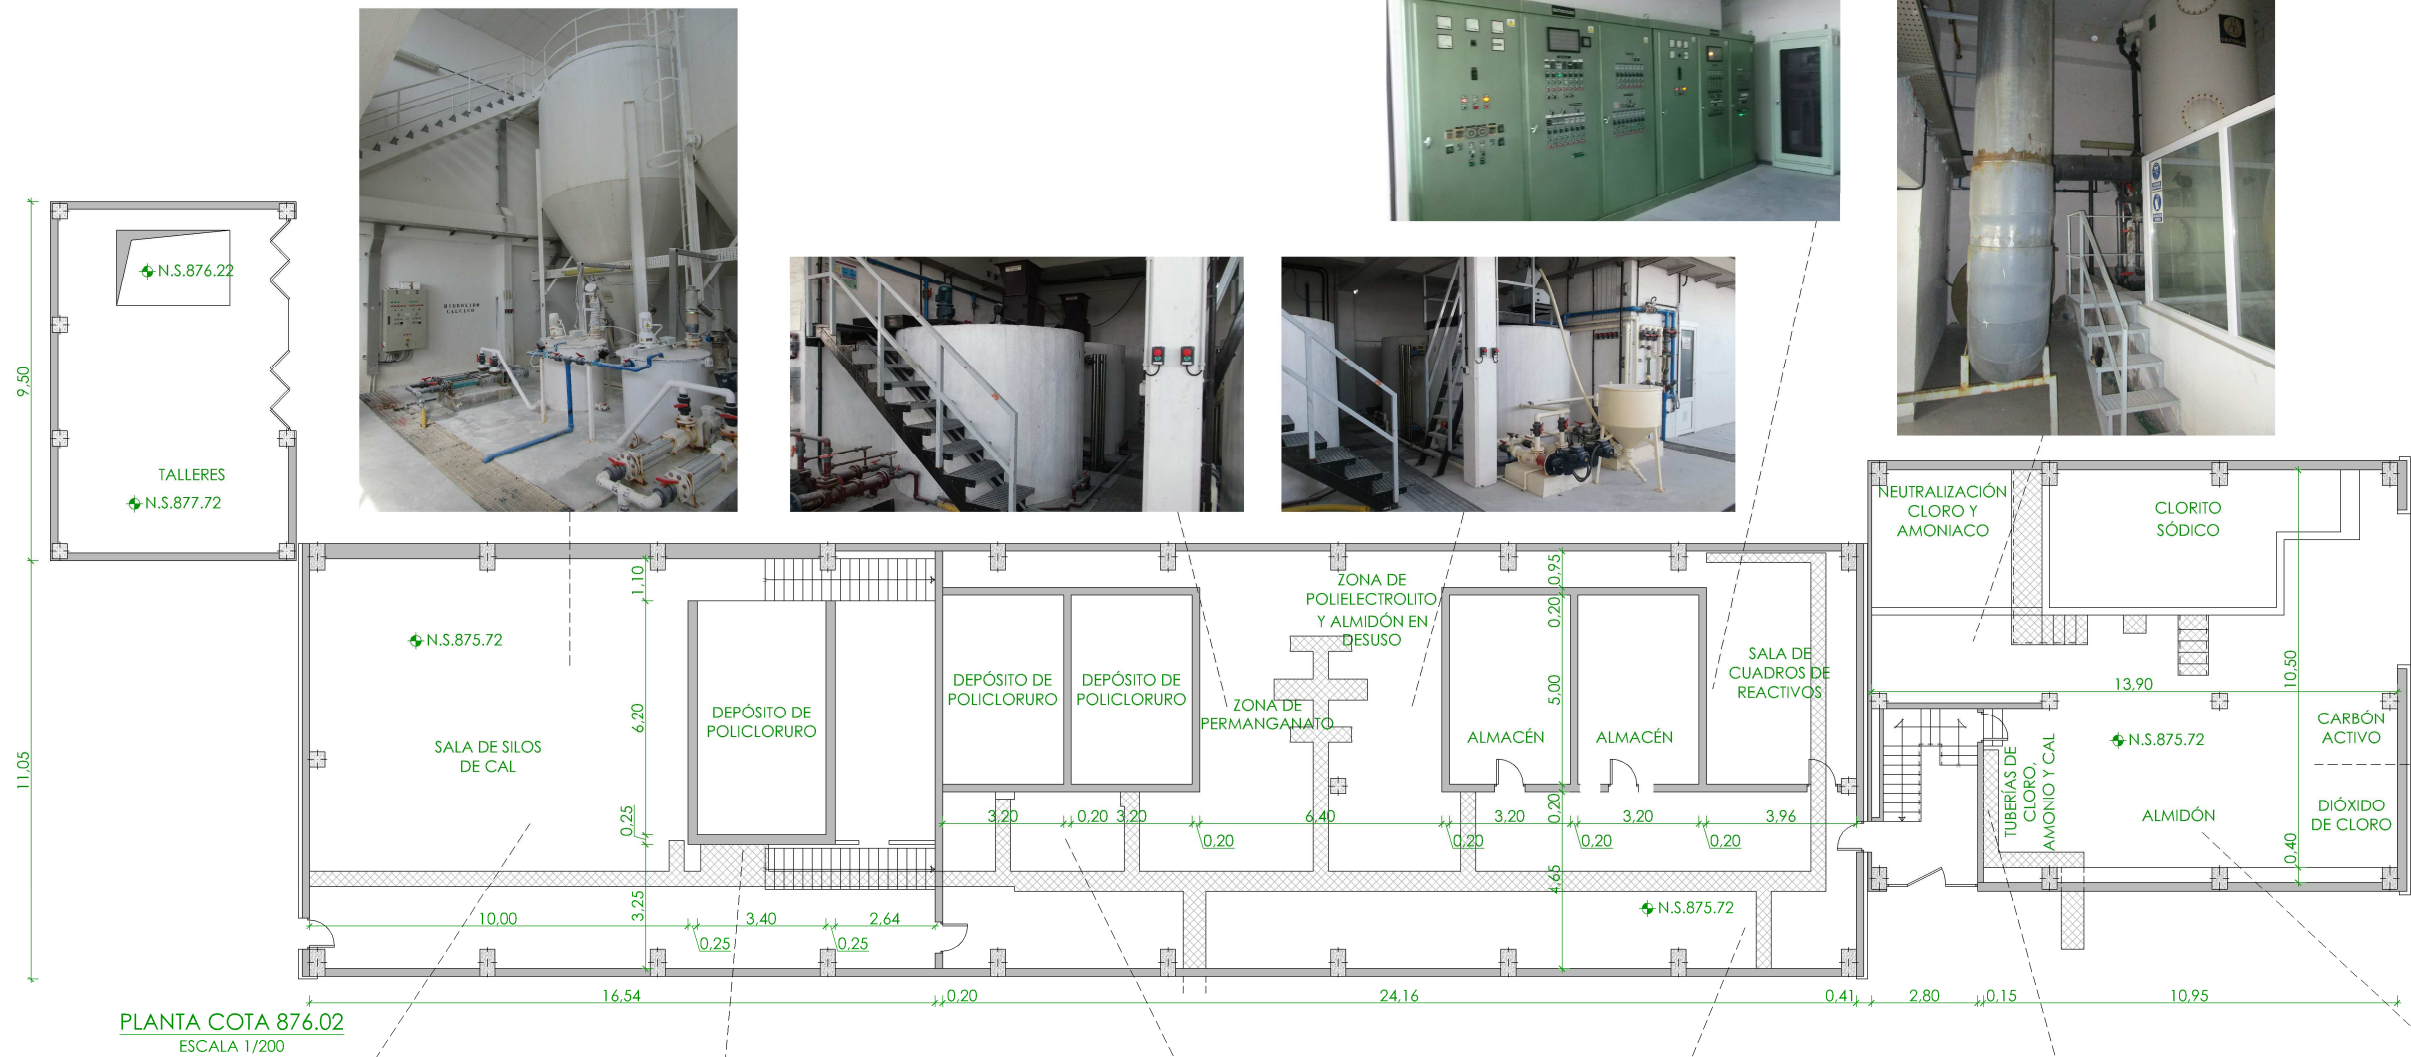 HIDROXIDO
CALCICO
9,50
N.S.876.22
TALLERES
N.S.877.72
11,05
NEUTRALIZACIÓN
CLORO Y
AMONIACO
CLORITO
SÓDICO
1,10
0,95
0,20
ZONA DE
POLIELECTROLITO
Y ALMIDÓN EN
DESUSO
N.S.875.72
SALA DE
CUADROS DE
REACTIVOS
10,50
13,90
DEPÓSITO DE
POLICLORURO
DEPÓSITO DE
POLICLORURO
5,00
6,20
DEPÓSITO DE
POLICLORURO
ZONA DE
PERMANGANATO
CARBÓN
ACTIVO
SALA DE SILOS
DE CAL
ALMACÉN
ALMACÉN
N.S.875.72
TUBERÍAS DE
CLORO,
AMONIO Y CAL
0,25
3,20
0,20
3,20
6,40
3,20
0,20
3,20
3,96
ALMIDÓN
DIÓXIDO
DE CLORO
0,20
0,20
0,20
0,20
0,40
4,65
3,25
10,00
3,40
2,64
0,25
0,25
N.S.875.72
16,54
0,20
24,16
0,41
2,80
0,15
10,95
PLANTA COTA 876.02
ESCALA 1/200